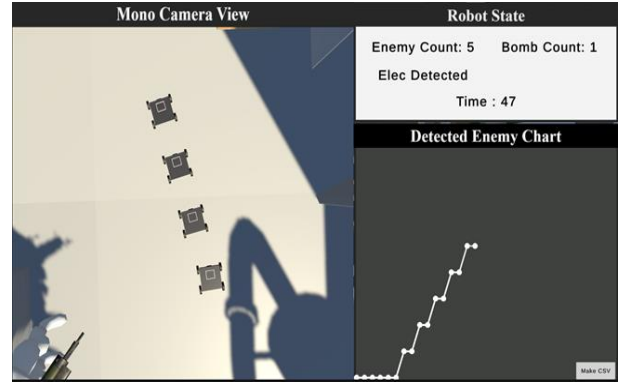 Mono Camera View
Robot State
Enemy Count: 5 Bomb Count: 1
Elec Detected
Time : 47
Detected Enemy Chart
Make CSV